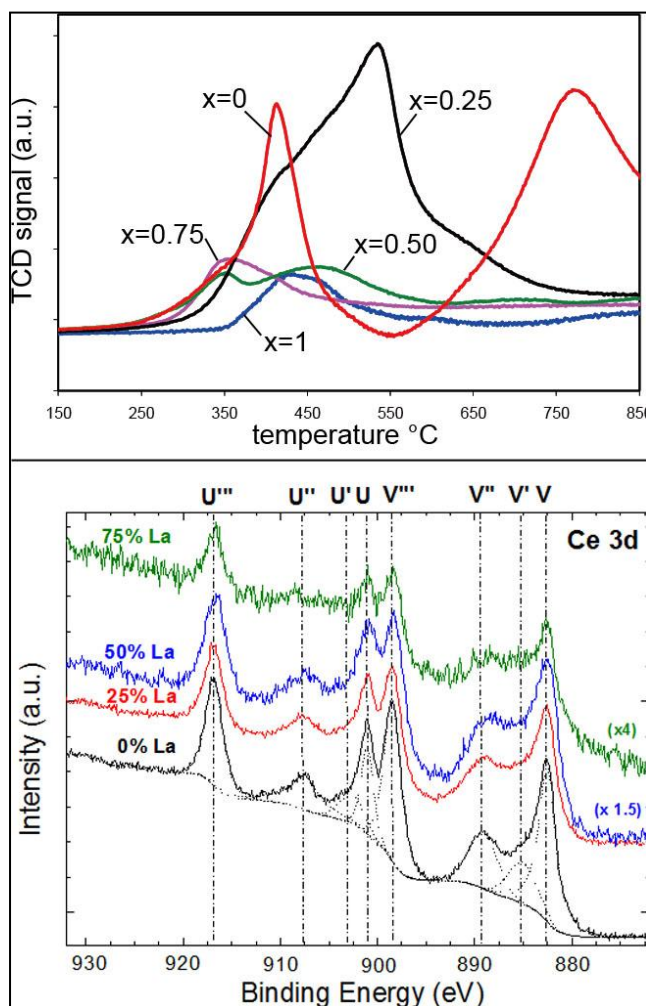 x=0
x=0.25
x=0.75
x=0.50
x=1
TCD signal (a.u.)
150 250 350 450 550 650 750 850
temperature °C
U''' U'' U' U V''' V'' V' V
Ce 3d
75% La
50% La
25% La
0% La
(x4)
(x 1.5)
Intensity (a.u.)
930 920 910 900 890 880
Binding Energy (eV)